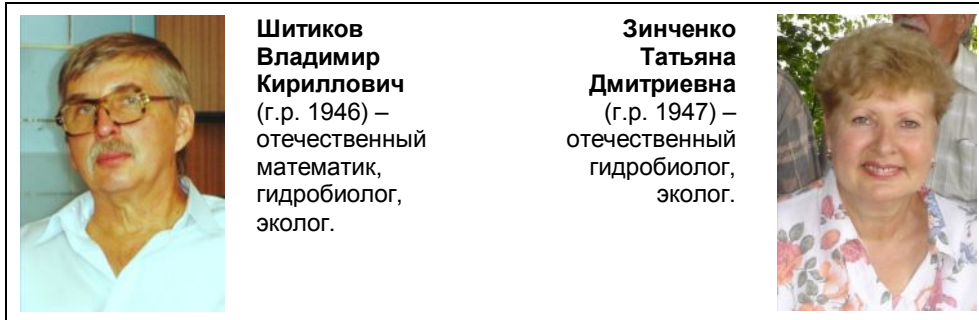 Шитиков
Владимир
Кириллович
(г.р. 1946) –
отечественный
математик,
гидробиолог,
эколог.
Зинченко
Татьяна
Дмитриевна
(г.р. 1947) –
отечественный
гидробиолог,
эколог.